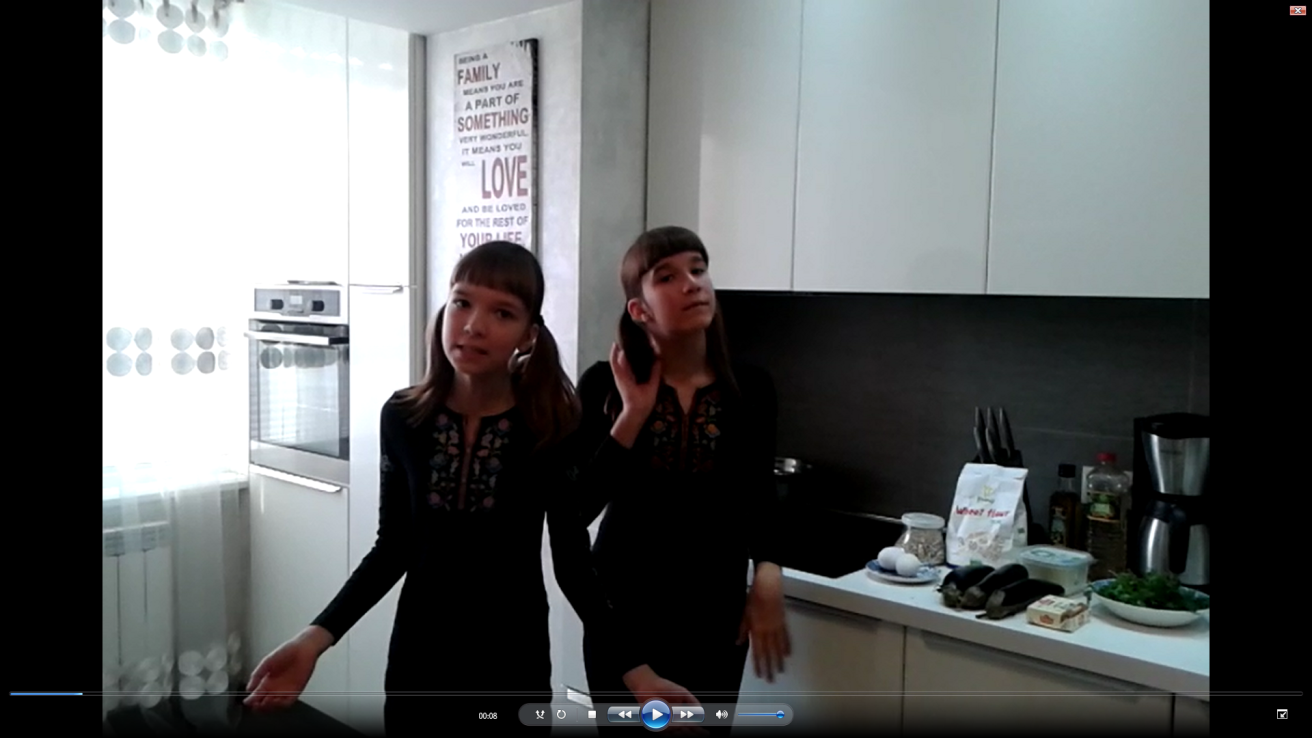 BEING A
FAMILY
MEANS YOU ARE
A PART OF
SOMETHING
VERY WONDERFUL.
IT MEANS YOU
WILL LOVE
AND BE LOVED
FOR THE REST OF
YOUR LIFE
WHEAT FLOUR
00:08